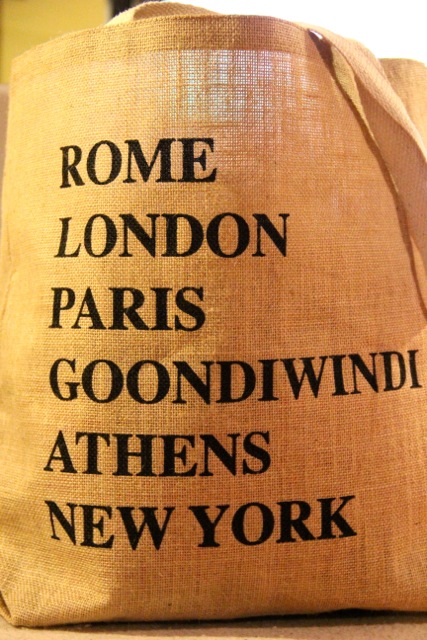 ROME
LONDON
PARIS
GOONDIWINDI
ATHENS
NEW YORK